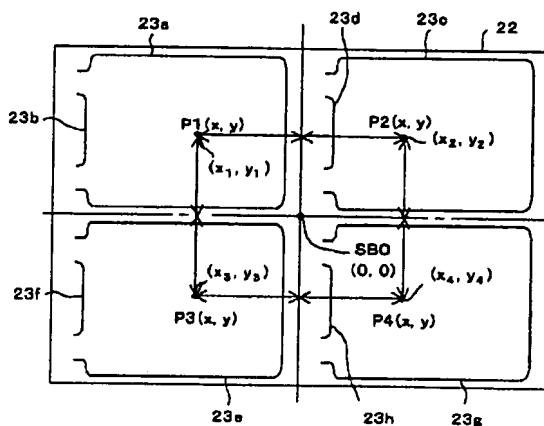 23a
23d
23c
22
23b
P1(x, y)
(x₁, y₁)
P2(x, y)
(x₂, y₂)
SBO
(0, 0)
23f
(x₃, y₃)
P3(x, y)
(x₄, y₄)
P4(x, y)
23e
23h
23g